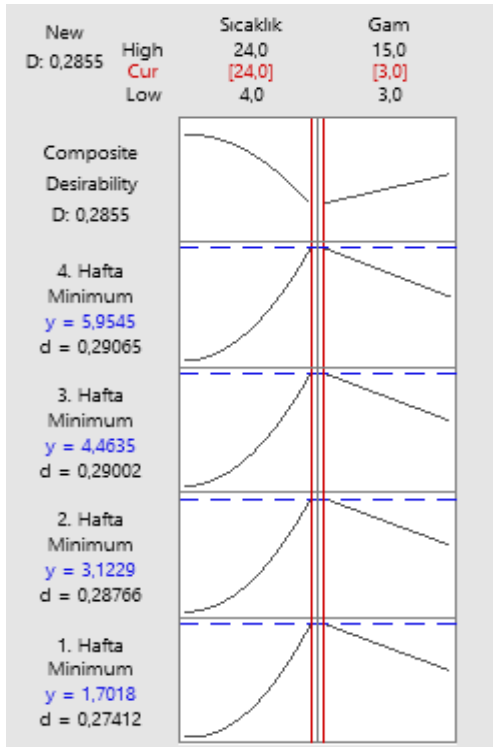 New
D: 0,2855
High
Cur
Low
Sıcaklık
24,0
[24,0]
4,0
Gam
15,0
[3,0]
3,0
Composite
Desirability
D: 0,2855
4. Hafta
Minimum
y = 5,9545
d = 0,29065
3. Hafta
Minimum
y = 4,4635
d = 0,29002
2. Hafta
Minimum
y = 3,1229
d = 0,28766
1. Hafta
Minimum
y = 1,7018
d = 0,27412